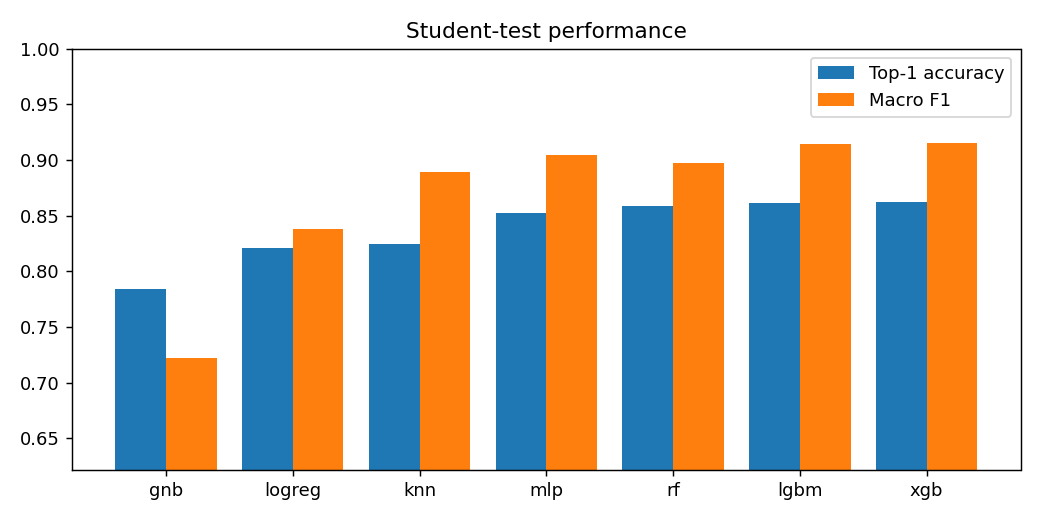 Student-test performance
1.00
0.95
0.90
0.85
0.80
0.75
0.70
0.65
Top-1 accuracy
Macro F1
gnb logreg knn mlp rf lgbm xgb